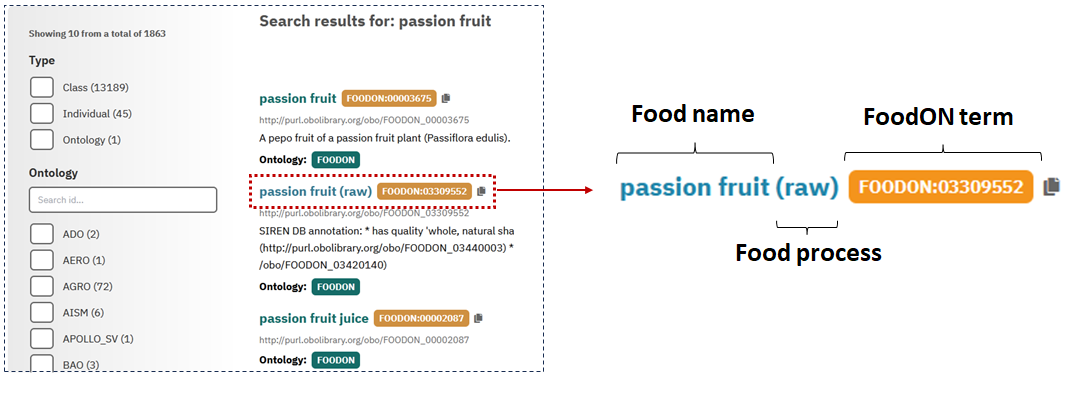 Showing 10 from a total of 1863
Type
Class (13189)
Individual (45)
Ontology (1)
Ontology
Search id...
ADO (2)
AERO (1)
AGRO (72)
AISM (6)
APOLLO_SV (1)
BAO (3)
Search results for: passion fruit
passion fruit FOODON:00003675
http://purl.obolibrary.org/obo/FOODON_00003675
A pepo fruit of a passion fruit plant (Passiflora edulis).
Ontology: FOODON
passion fruit (raw) FOODON:03309552
http://purl.obolibrary.org/obo/FOODON_03309552
SIREN DB annotation: * has quality 'whole, natural sha
(http://purl.obolibrary.org/obo/FOODON_03440003) *
/obo/FOODON_03420140)
Ontology: FOODON
passion fruit juice FOODON:00002087
http://purl.obolibrary.org/obo/FOODON_00002087
Ontology: FOODON
Food name
FoodON term
passion fruit (raw) FOODON:03309552
Food process